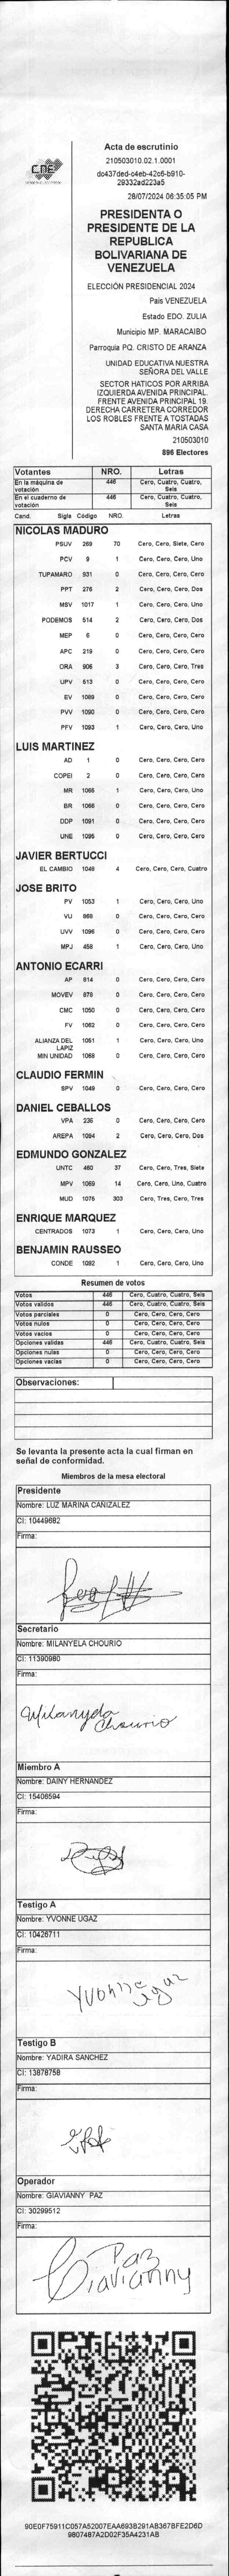 Acta de escrutinio
210503010.02.1.0001
dc437ded-c4eb-42c6-b910-
29332ad223a5
28/07/2024 06:35:05 PM
CNE
PRESIDENTA O
PRESIDENTE DE LA
REPUBLICA
BOLIVARIANA DE
VENEZUELA
ELECCIÓN PRESIDENCIAL 2024
País VENEZUELA
Estado EDO. ZULIA
Municipio MP. MARACAIBO
Parroquia PQ. CRISTO DE ARANZA
UNIDAD EDUCATIVA NUESTRA
SEÑORA DEL VALLE
SECTOR HATICOS POR ARRIBA
IZQUIERDA AVENIDA PRINCIPAL.
FRENTE AVENIDA PRINCIPAL 19.
DERECHA CARRETERA CORREDOR
LOS ROBLES FRENTE A TOSTADAS
SANTA MARIA CASA
210503010
896 Electores
Votantes NRO. Letras
En la máquina de votación 446 Cero, Cuatro, Cuatro, Seis
En el cuaderno de votación 446 Cero, Cuatro, Cuatro, Seis
Cand. Sigla Código NRO. Letras
NICOLAS MADURO
PSUV 269 70 Cero, Cero, Siete, Cero
PCV 9 1 Cero, Cero, Cero, Uno
TUPAMARO 931 0 Cero, Cero, Cero, Cero
PPT 276 2 Cero, Cero, Cero, Dos
MSV 1017 1 Cero, Cero, Cero, Uno
PODEMOS 514 2 Cero, Cero, Cero, Dos
MEP 6 0 Cero, Cero, Cero, Cero
APC 219 0 Cero, Cero, Cero, Cero
ORA 906 3 Cero, Cero, Cero, Tres
UPV 613 0 Cero, Cero, Cero, Cero
EV 1089 0 Cero, Cero, Cero, Cero
PVV 1090 0 Cero, Cero, Cero, Cero
PFV 1093 1 Cero, Cero, Cero, Uno
LUIS MARTINEZ
AD 1 0 Cero, Cero, Cero, Cero
COPEI 2 0 Cero, Cero, Cero, Cero
MR 1065 1 Cero, Cero, Cero, Uno
BR 1066 0 Cero, Cero, Cero, Cero
DDP 1091 0 Cero, Cero, Cero, Cero
UNE 1095 0 Cero, Cero, Cero, Cero
JAVIER BERTUCCI
EL CAMBIO 1048 4 Cero, Cero, Cero, Cuatro
JOSE BRITO
PV 1053 1 Cero, Cero, Cero, Uno
VU 969 0 Cero, Cero, Cero, Cero
UVV 1096 0 Cero, Cero, Cero, Cero
MPJ 458 1 Cero, Cero, Cero, Uno
ANTONIO ECARRI
AP 814 0 Cero, Cero, Cero, Cero
MOVEV 878 0 Cero, Cero, Cero, Cero
CMC 1050 0 Cero, Cero, Cero, Cero
FV 1062 0 Cero, Cero, Cero, Cero
ALIANZA DEL LAPIZ 1061 1 Cero, Cero, Cero, Uno
MIN UNIDAD 1068 0 Cero, Cero, Cero, Cero
CLAUDIO FERMIN
SPV 1049 0 Cero, Cero, Cero, Cero
DANIEL CEBALLOS
VPA 236 0 Cero, Cero, Cero, Cero
AREPA 1094 2 Cero, Cero, Cero, Dos
EDMUNDO GONZALEZ
UNTC 460 37 Cero, Cero, Tres, Siete
MPV 1069 14 Cero, Cero, Uno, Cuatro
MUD 1076 303 Cero, Tres, Cero, Tres
ENRIQUE MARQUEZ
CENTRADOS 1073 1 Cero, Cero, Cero, Uno
BENJAMIN RAUSSEO
CONDE 1092 1 Cero, Cero, Cero, Uno
Resumen de votos
Votos 446 Cero, Cuatro, Cuatro, Seis
Votos validos 446 Cero, Cuatro, Cuatro, Seis
Votos parciales 0 Cero, Cero, Cero, Cero
Votos nulos 0 Cero, Cero, Cero, Cero
Votos vacios 0 Cero, Cero, Cero, Cero
Opciones validas 446 Cero, Cuatro, Cuatro, Seis
Opciones nulas 0 Cero, Cero, Cero, Cero
Opciones vacias 0 Cero, Cero, Cero, Cero
Observaciones:
Se levanta la presente acta la cual firman en
señal de conformidad.
Miembros de la mesa electoral
Presidente
Nombre: LUZ MARINA CAÑIZALEZ
CI: 10449682
Firma:
Secretario
Nombre: MILANYELA CHOURIO
CI: 11390980
Firma:
Milanyela
Chourio
Miembro A
Nombre: DAINY HERNANDEZ
CI: 15406594
Firma:
Testigo A
Nombre: YVONNE UGAZ
CI: 10426711
Firma:
Yvonne
Ugaz
Testigo B
Nombre: YADIRA SANCHEZ
CI: 13878758
Firma:
Operador
Nombre: GIAVIANNY PAZ
CI: 30299512
Firma:
Paz
Giavianny
90E0F75911C057A52007EAA693B291AB367BFE2D6D
9807487A2D02F35A4231AB